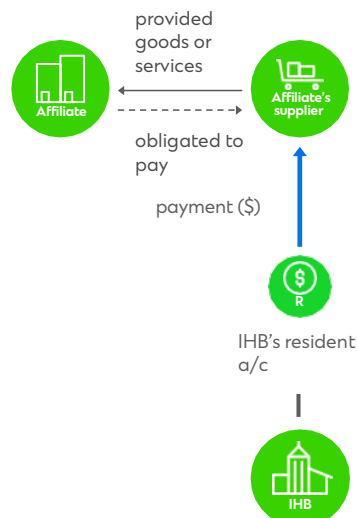 provided
goods or
services
Affiliate
Affiliate's
supplier
obligated to
pay
payment ($)
$
R
IHB's resident
a/c
IHB